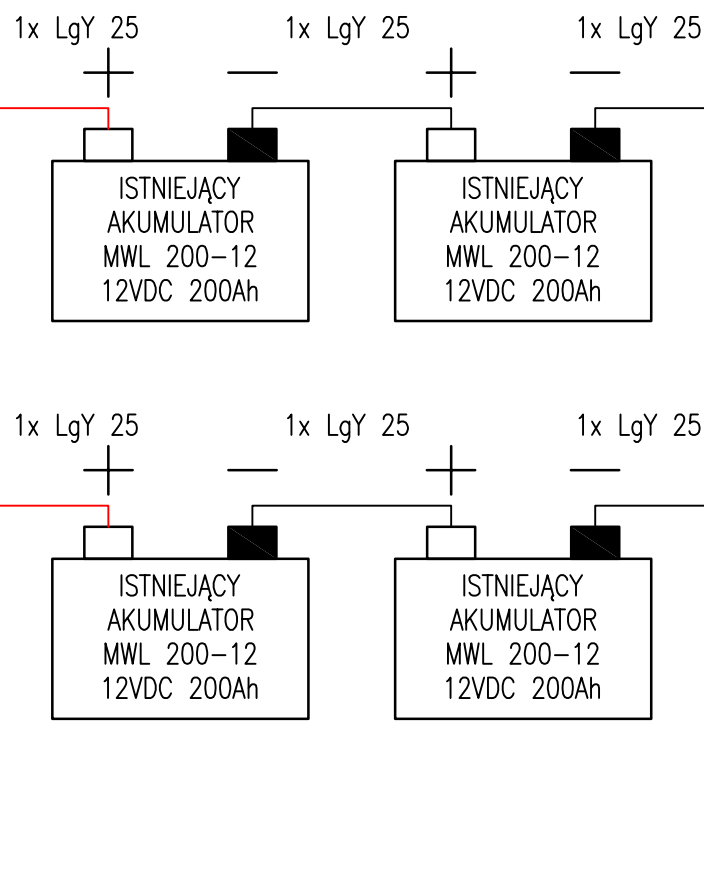 1x LgY 25 1x LgY 25 1x LgY 25
+ — + —
ISTNIEJĄCY ISTNIEJĄCY
AKUMULATOR AKUMULATOR
MWL 200-12 MWL 200-12
12VDC 200Ah 12VDC 200Ah
1x LgY 25 1x LgY 25 1x LgY 25
+ — + —
ISTNIEJĄCY ISTNIEJĄCY
AKUMULATOR AKUMULATOR
MWL 200-12 MWL 200-12
12VDC 200Ah 12VDC 200Ah